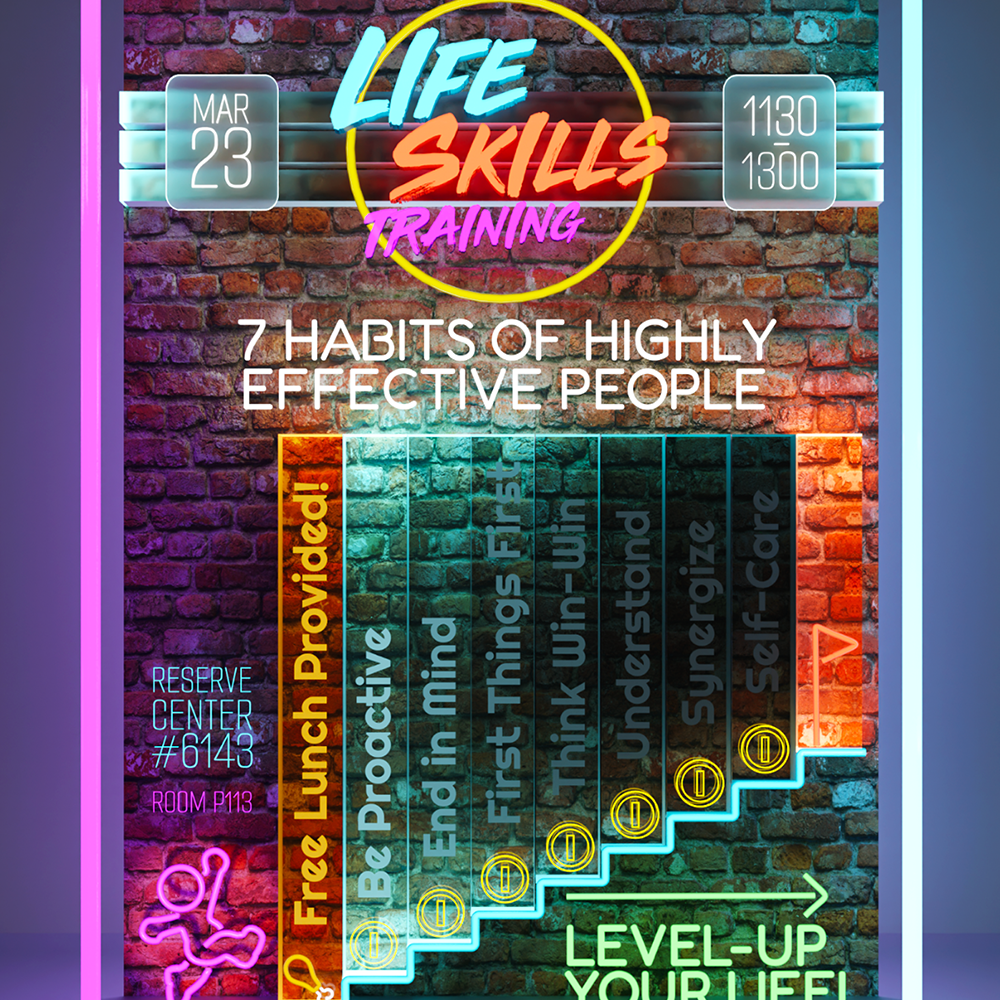 LIFE
SKILLS
TRAINING
MAR
23
1130
-
1300
7 HABITS OF HIGHLY
EFFECTIVE PEOPLE
Free Lunch Provided!
Be Proactive
End in Mind
First Things First
Think Win-Win
Understand
Synergize
Self-Care
RESERVE
CENTER
#6143
ROOM P113
LEVEL-UP
YOUR LIFE!